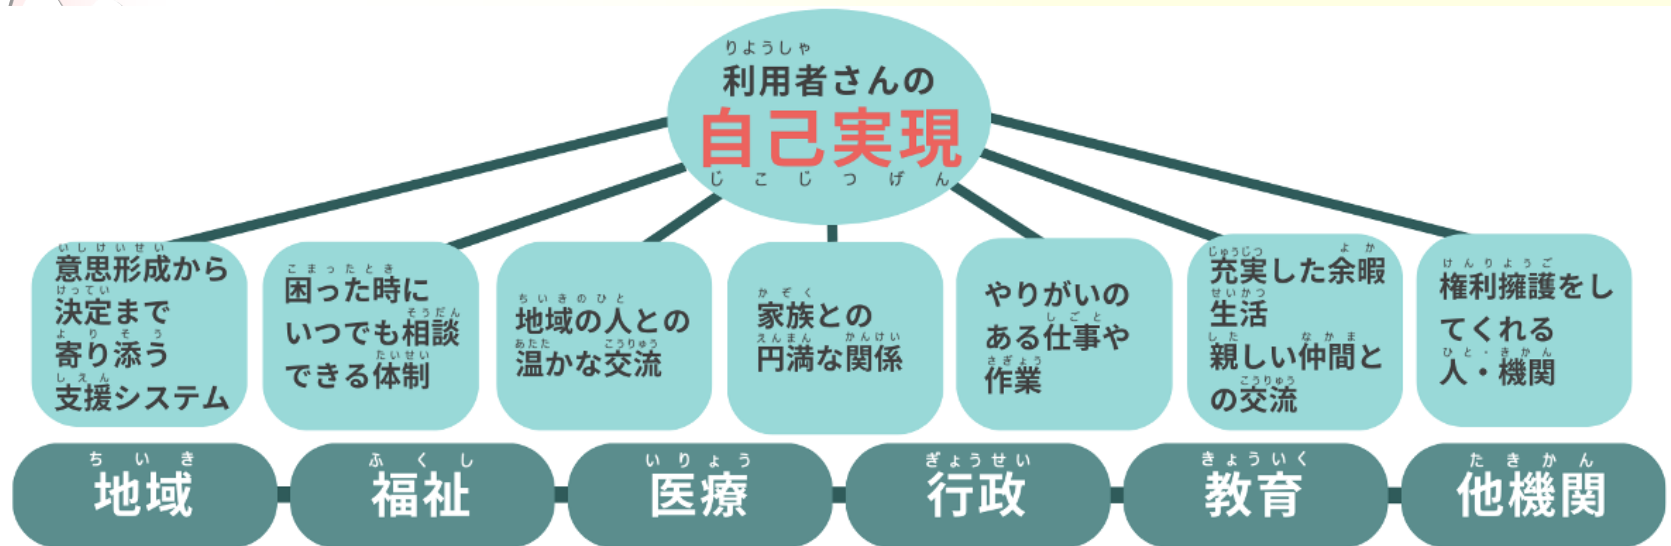 りようしゃ
利用者さんの
自己実現
じこじつげん
いしけいせい
意思形成から
けってい
決定まで
よりそう
寄り添う
しえん
支援システム
こまったとき
困った時に
そうだん
いつでも相談
たいせい
できる体制
ちいきのひと
地域の人との
あたた こうりゅう
温かな交流
かぞく
家族との
えんまん かんけい
円満な関係
やりがいの
しごと
ある仕事や
さぎょう
作業
じゅうじつ よか
充実した余暇
せいかつ
生活
した なかま
親しい仲間と
こうりゅう
の交流
けんりようご
権利擁護をし
てくれる
ひと・きかん
人・機関
ちいき
地域
ふくし
福祉
いりょう
医療
ぎょうせい
行政
きょういく
教育
たきかん
他機関